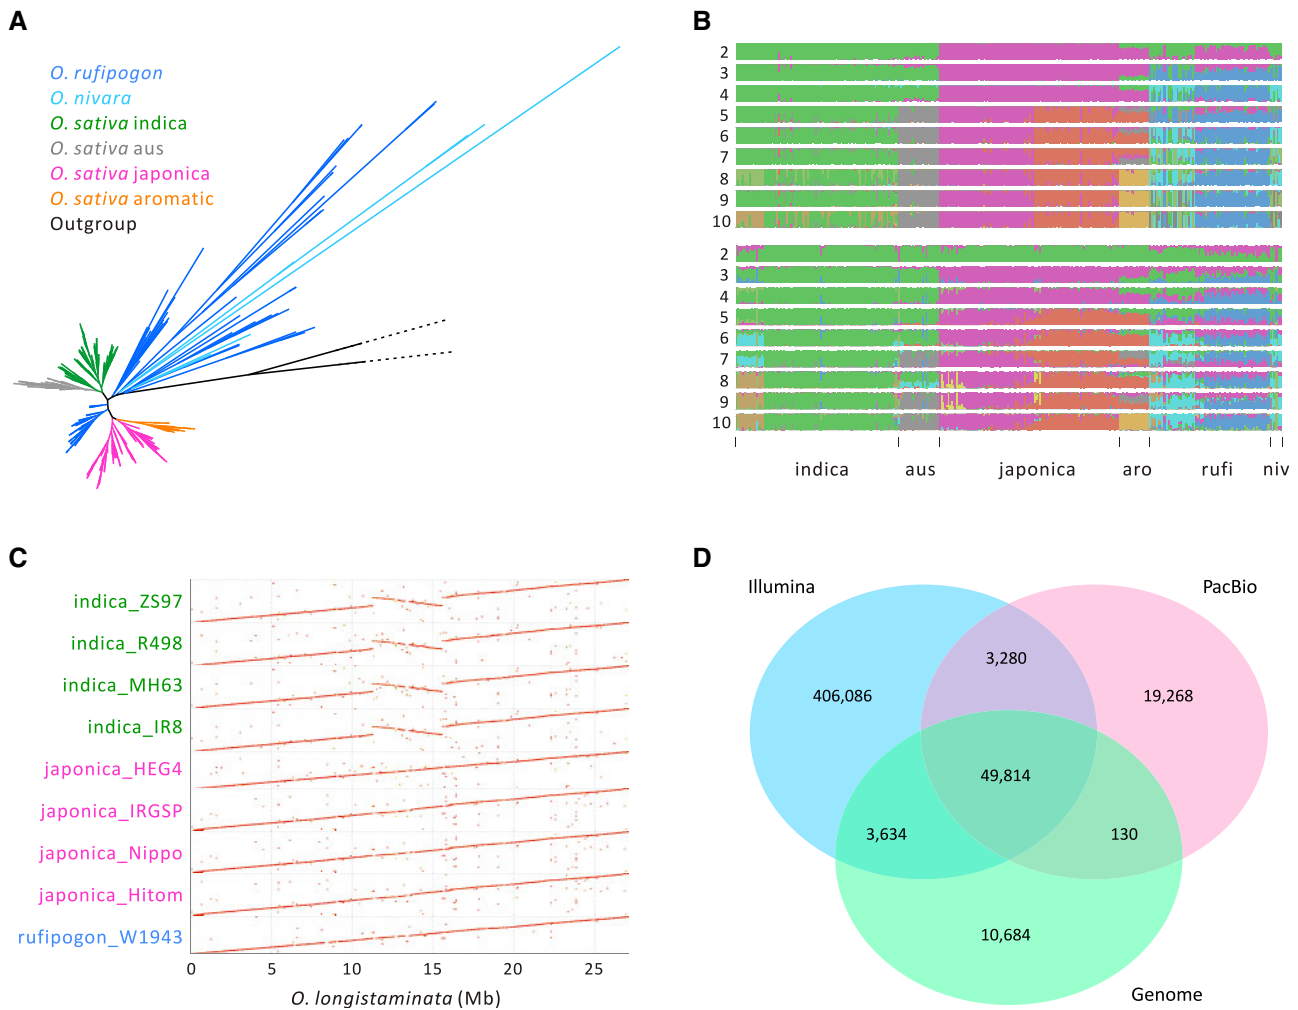 A
O. rufipogon
O. nivara
O. sativa indica
O. sativa aus
O. sativa japonica
O. sativa aromatic
Outgroup
B
2
3
4
5
6
7
8
9
10
2
3
4
5
6
7
8
9
10
indica aus japonica aro rufi niv
C
indica_ZS97
indica_R498
indica_MH63
indica_IR8
japonica_HEG4
japonica_IRGSP
japonica_Nippo
japonica_Hitom
rufipogon_W1943
0 5 10 15 20 25
O. longistaminata (Mb)
D
Illumina PacBio
3,280
406,086 19,268
49,814
3,634 130
10,684
Genome